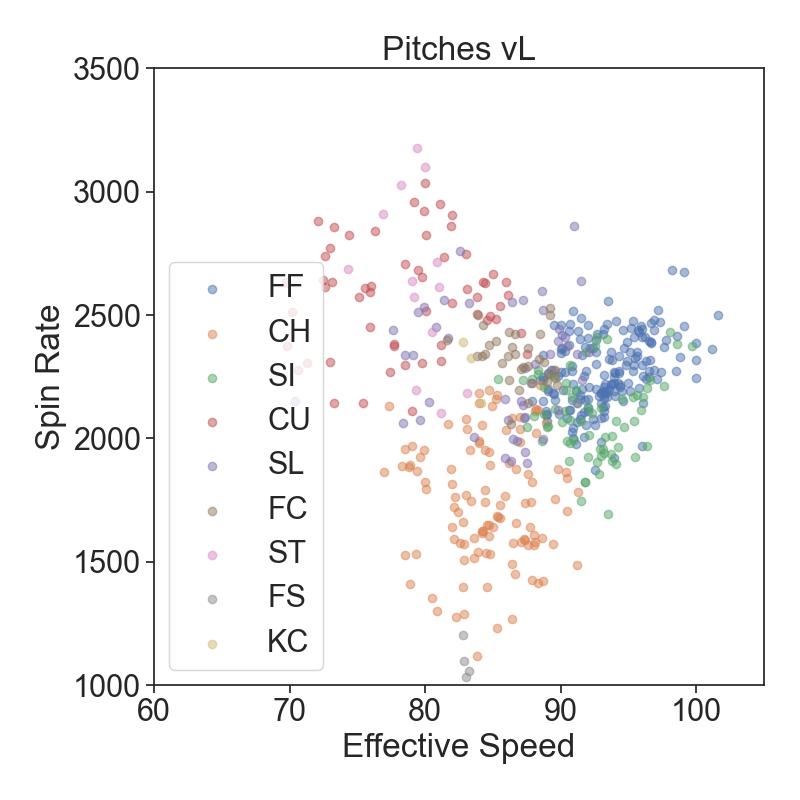 Pitches vL
3500
3000
2500
2000
1500
1000
Spin Rate
FF
CH
SI
CU
SL
FC
ST
FS
KC
60 70 80 90 100
Effective Speed